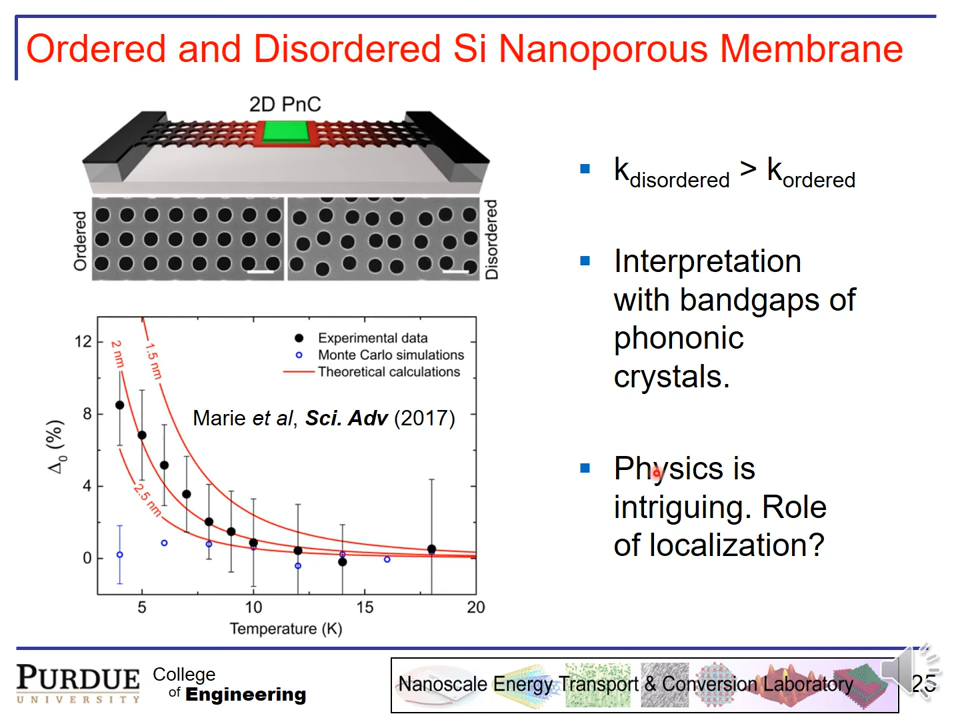 Ordered and Disordered Si Nanoporous Membrane
2D PnC
Ordered
Disordered
k_disordered > k_ordered
Interpretation
with bandgaps of
phononic
crystals.
Physics is
intriguing. Role
of localization?
12
8
4
0
Δ₀ (%)
2 nm
1.5 nm
2.5 nm
Experimental data
Monte Carlo simulations
Theoretical calculations
Marie et al, Sci. Adv (2017)
5
10
15
20
Temperature (K)
PURDUE
UNIVERSITY
College
of Engineering
Nanoscale Energy Transport & Conversion Laboratory
25